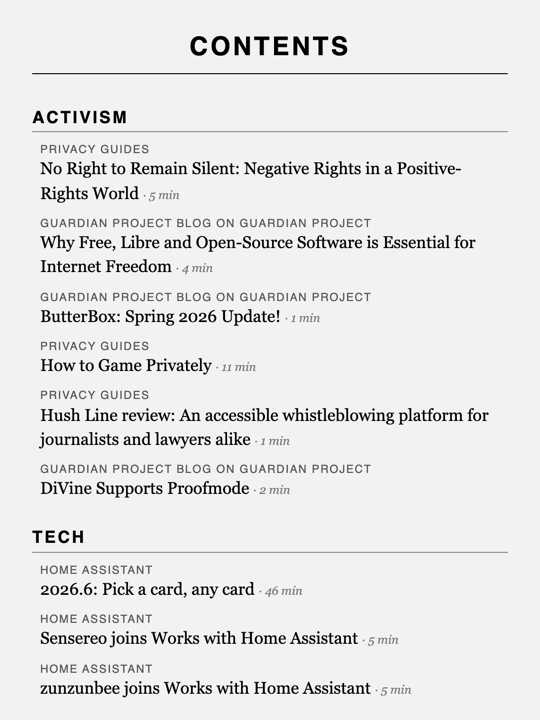 CONTENTS
ACTIVISM
PRIVACY GUIDES
No Right to Remain Silent: Negative Rights in a Positive-
Rights World · 5 min
GUARDIAN PROJECT BLOG ON GUARDIAN PROJECT
Why Free, Libre and Open-Source Software is Essential for
Internet Freedom · 4 min
GUARDIAN PROJECT BLOG ON GUARDIAN PROJECT
ButterBox: Spring 2026 Update! · 1 min
PRIVACY GUIDES
How to Game Privately · 11 min
PRIVACY GUIDES
Hush Line review: An accessible whistleblowing platform for
journalists and lawyers alike · 1 min
GUARDIAN PROJECT BLOG ON GUARDIAN PROJECT
DiVine Supports Proofmode · 2 min
TECH
HOME ASSISTANT
2026.6: Pick a card, any card · 46 min
HOME ASSISTANT
Sensereo joins Works with Home Assistant · 5 min
HOME ASSISTANT
zunzunbee joins Works with Home Assistant · 5 min